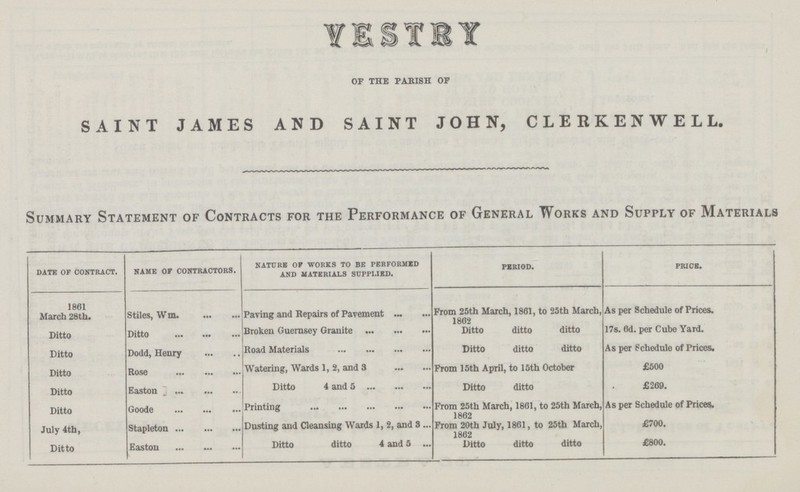 VESTRY
OF THE PARISH OF
SAINT JAMES AND SAINT JOHN, CLERKENWELL.
SUMMARY STATEMENT OF CONTRACTS FOR THE PERFORMANCE OF GENERAL WORKS AND SUPPLY OF MATERIALS
DATE OF CONTRACT. NAME OF CONTRACTORS. NATURE OF WORKS TO BE PERFORMED AND MATERIALS SUPPLIED. PERIOD. PRICE.
1861
March 28th. Stiles, Wm. ... ... Paving and Repairs of Pavement ... ... From 25th March, 1861, to 25th March, 1862 As per Schedule of Prices.
Ditto Ditto ... ... ... Broken Guernsey Granite ... ... ... Ditto ditto ditto 17s. 6d. per Cube Yard.
Ditto Dodd, Henry ... .. Road Materials ... ... ... ... ... Ditto ditto ditto As per Schedule of Prices.
Ditto Rose ... ... ... Watering, Wards 1, 2, and 3 ... ... From 15th April, to 15th October £500
Ditto Easton ... ... ... Ditto 4 and 5 ... ... ... Ditto ditto £269.
Ditto Goode ... ... ... Printing ... ... ... ... ... ... From 25th March, 1861, to 25th March, 1862 As per Schedule of Prices.
July 4th, Stapleton ... ... ... Dusting and Cleansing Wards 1, 2, and 3 ... From 20th July, 1861, to 25th March, 1862 £700.
Ditto Easton ... ... ... Ditto ditto 4 and 5 ... Ditto ditto ditto £800.